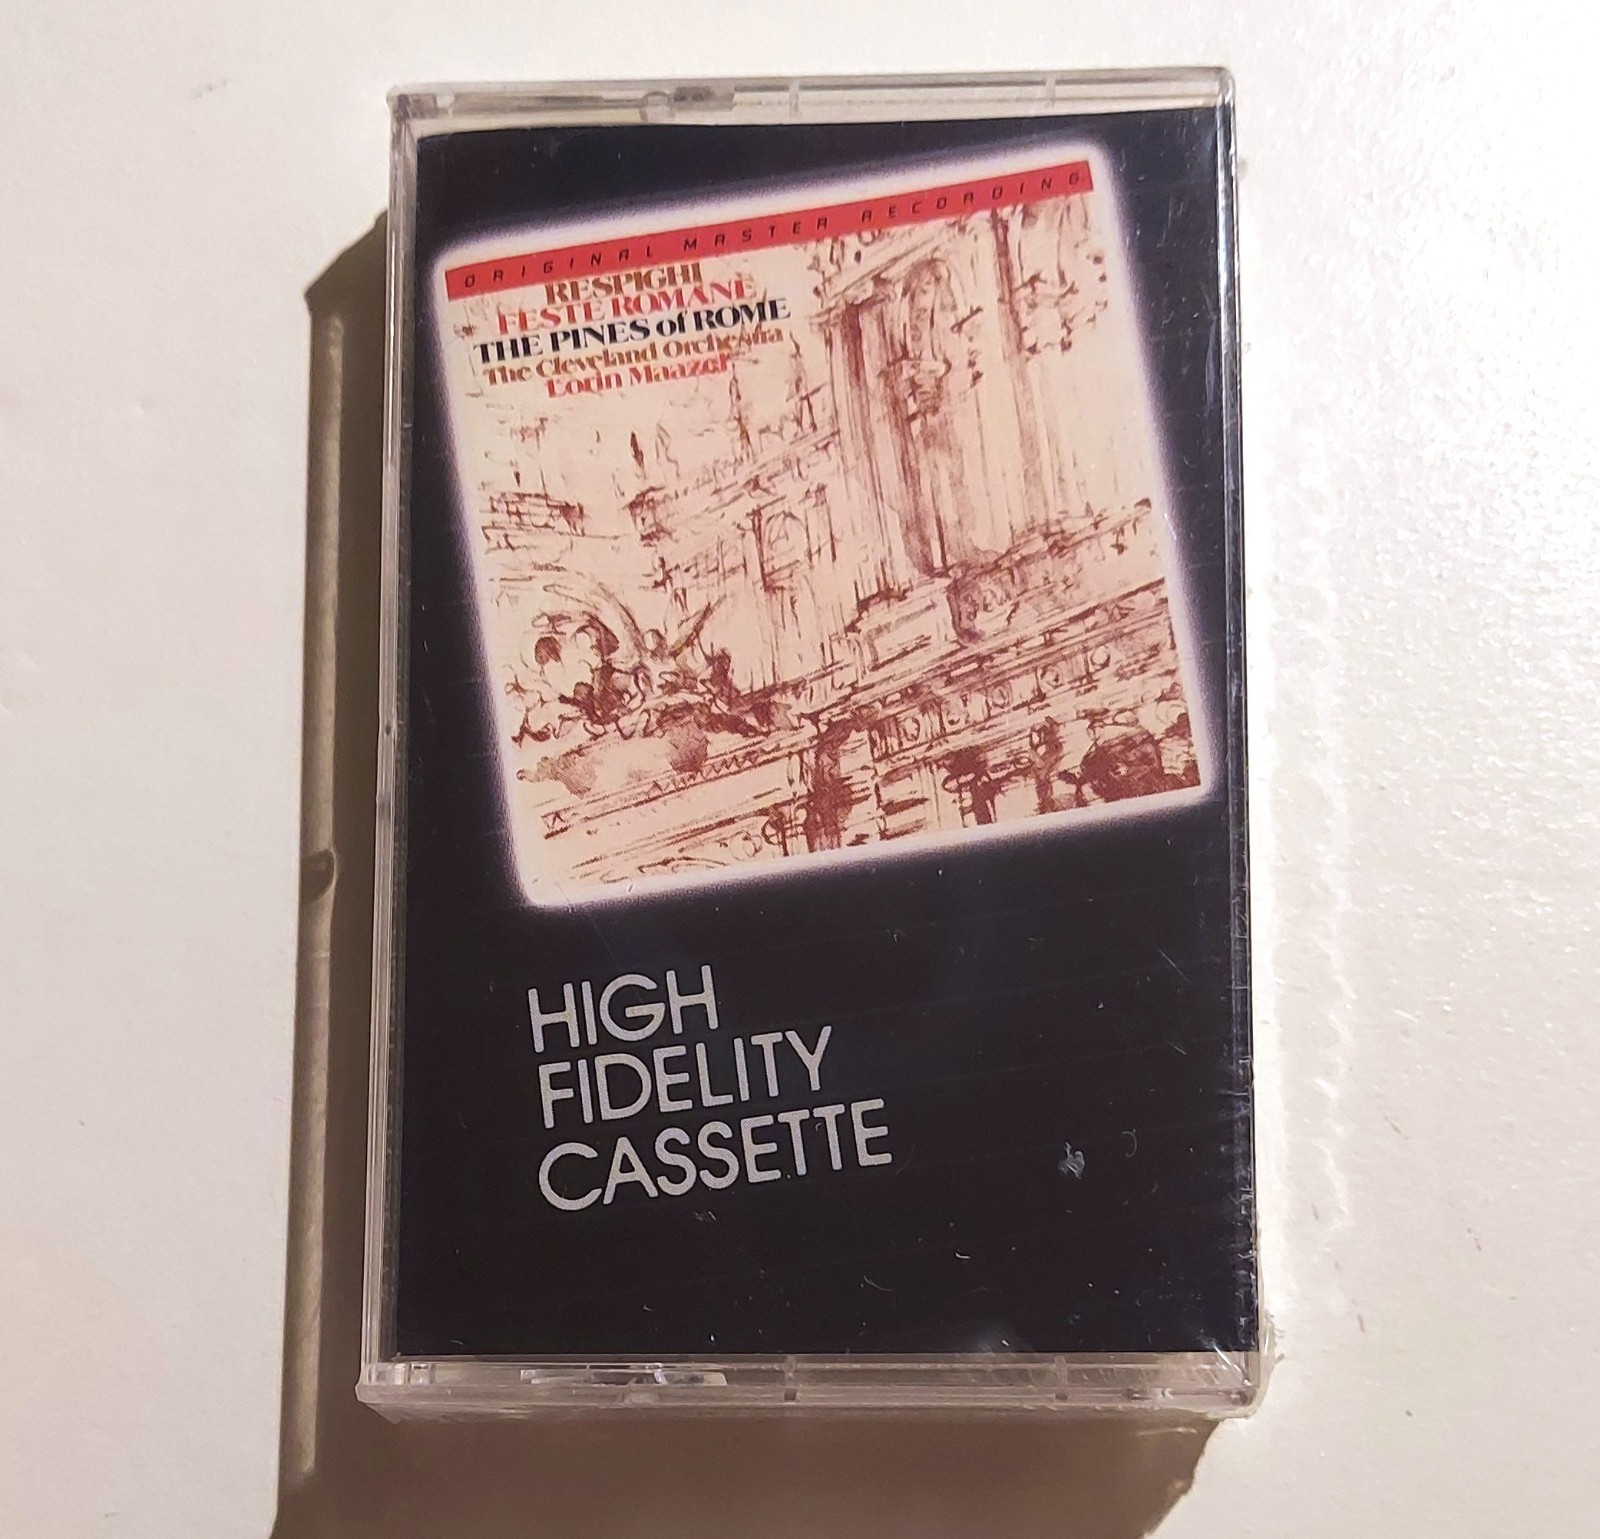 ORIGINAL MASTER RECORDING
RESPIGHI
FESTE ROMANE
THE PINES of ROME
The Cleveland Orchestra
Lorin Maazel
HIGH
FIDELITY
CASSETTE